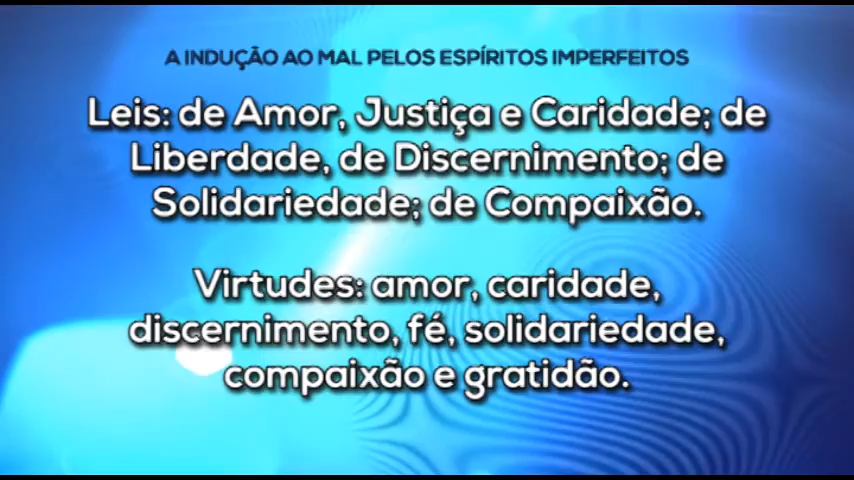 A INDUÇÃO AO MAL PELOS ESPÍRITOS IMPERFEITOS
Leis: de Amor, Justiça e Caridade; de
Liberdade, de Discernimento; de
Solidariedade; de Compaixão.
Virtudes: amor, caridade,
discernimento, fé, solidariedade,
compaixão e gratidão.